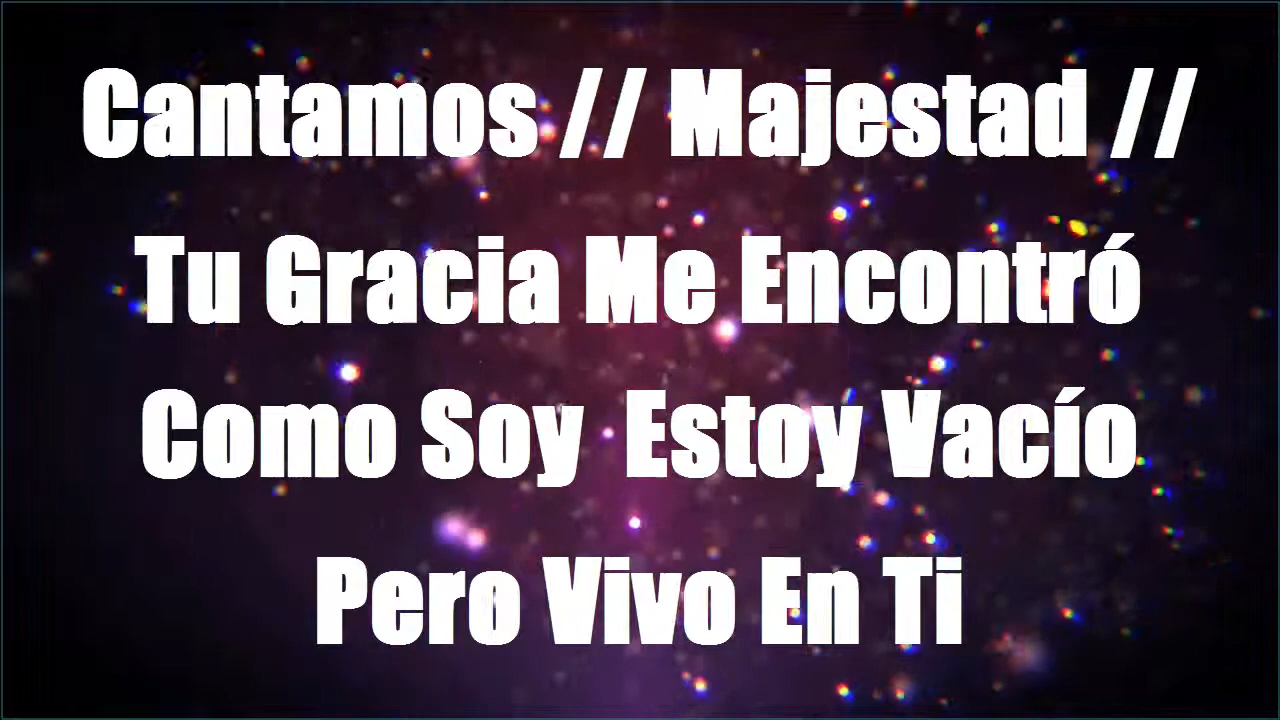 Cantamos // Majestad //
Tu Gracia Me Encontró
Como Soy Estoy Vacío
Pero Vivo En Ti